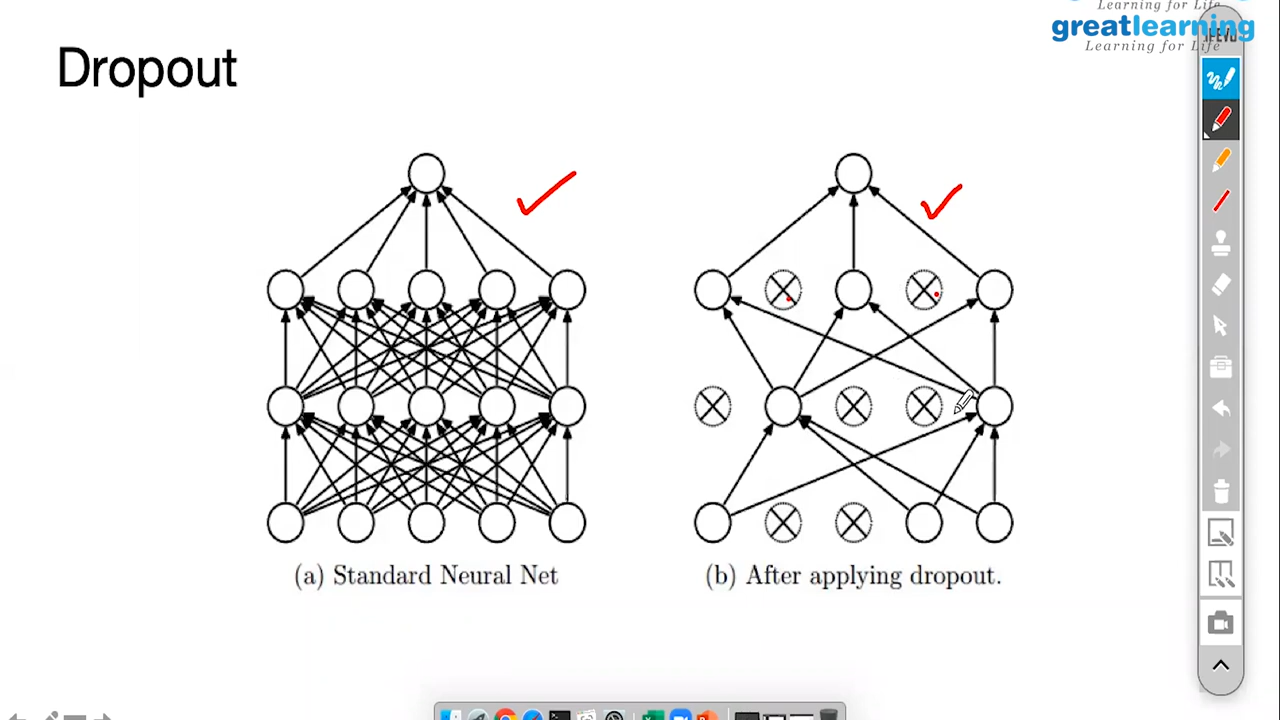 Learning for Life
greatlearning
Learning for Life
Dropout
(a) Standard Neural Net
(b) After applying dropout.